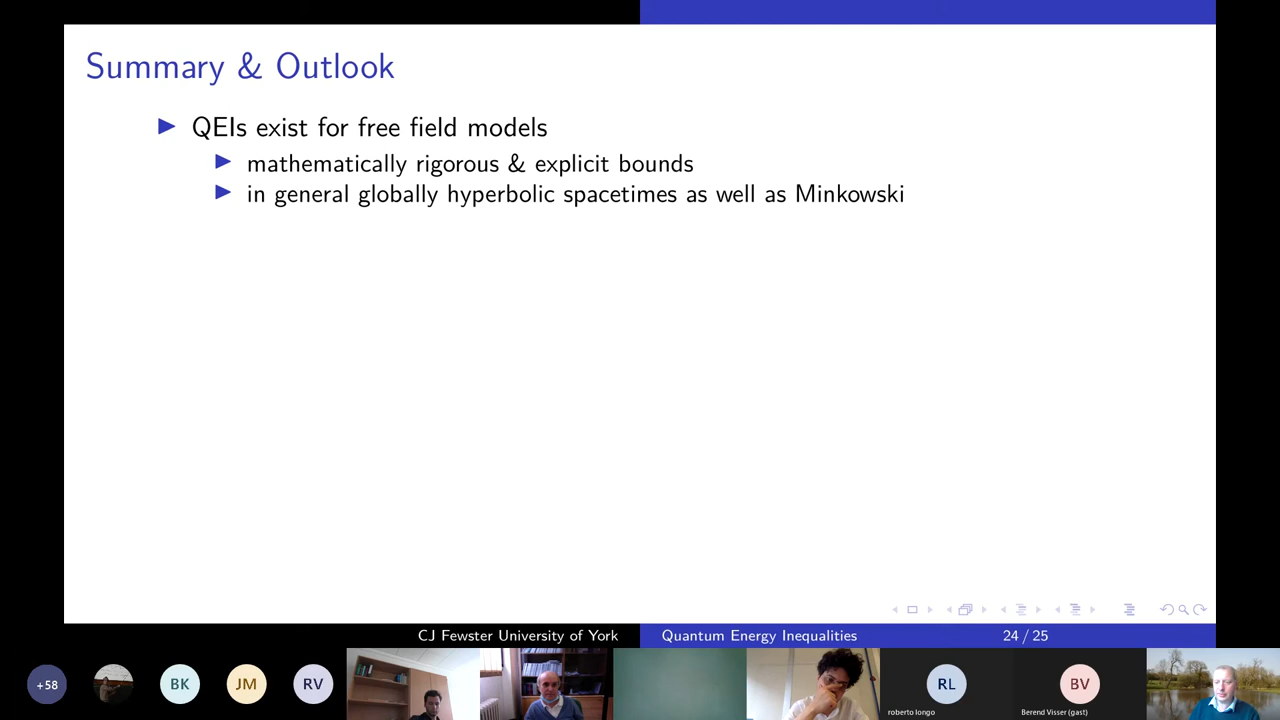 Summary & Outlook
QEIs exist for free field models
mathematically rigorous & explicit bounds
in general globally hyperbolic spacetimes as well as Minkowski
CJ Fewster University of York
Quantum Energy Inequalities
24 / 25
+58
BK
JM
RV
RL
roberto longo
BV
Berend Visser (gast)